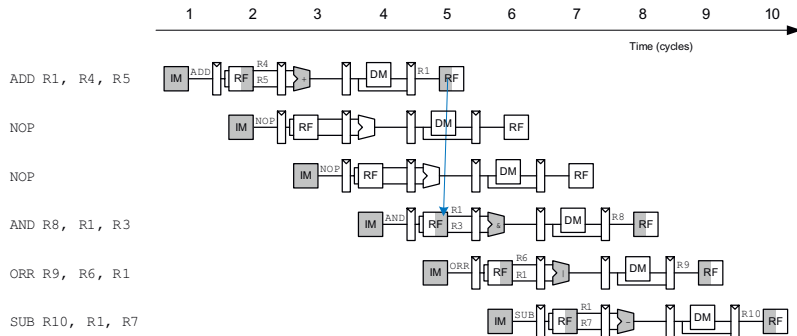 1 2 3 4 5 6 7 8 9 10
Time (cycles)
ADD R1, R4, R5 IM ADD RF R4 R5 + DM R1 RF
NOP IM NOP RF DM RF
NOP IM NOP RF DM RF
AND R8, R1, R3 IM AND RF R1 R3 & DM R8 RF
ORR R9, R6, R1 IM ORR RF R6 R1 | DM R9 RF
SUB R10, R1, R7 IM SUB RF R1 R7 - DM R10 RF